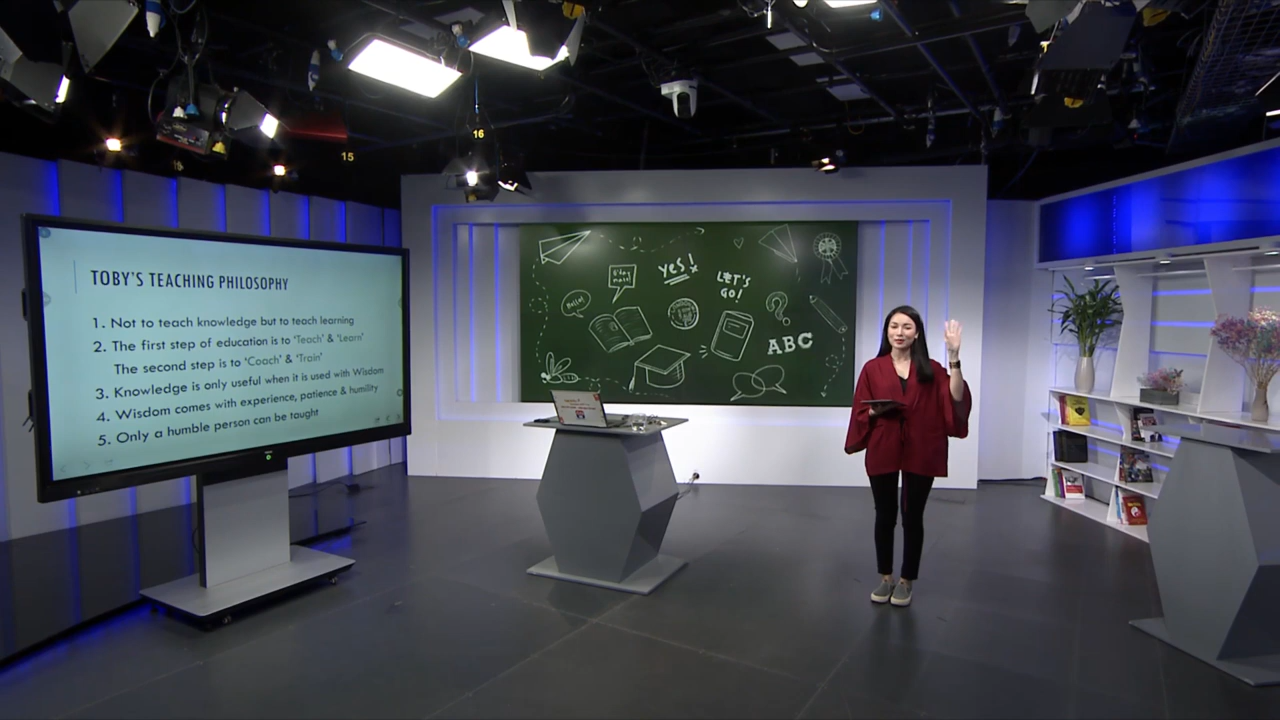 TOBY'S TEACHING PHILOSOPHY
1. Not to teach knowledge but to teach learning
2. The first step of education is to 'Teach' & 'Learn'
The second step is to 'Coach' & 'Train'
3. Knowledge is only useful when it is used with Wisdom
4. Wisdom comes with experience, patience & humility
5. Only a humble person can be taught
16
15
yes!
Hello!
LET'S
GO!
ABC